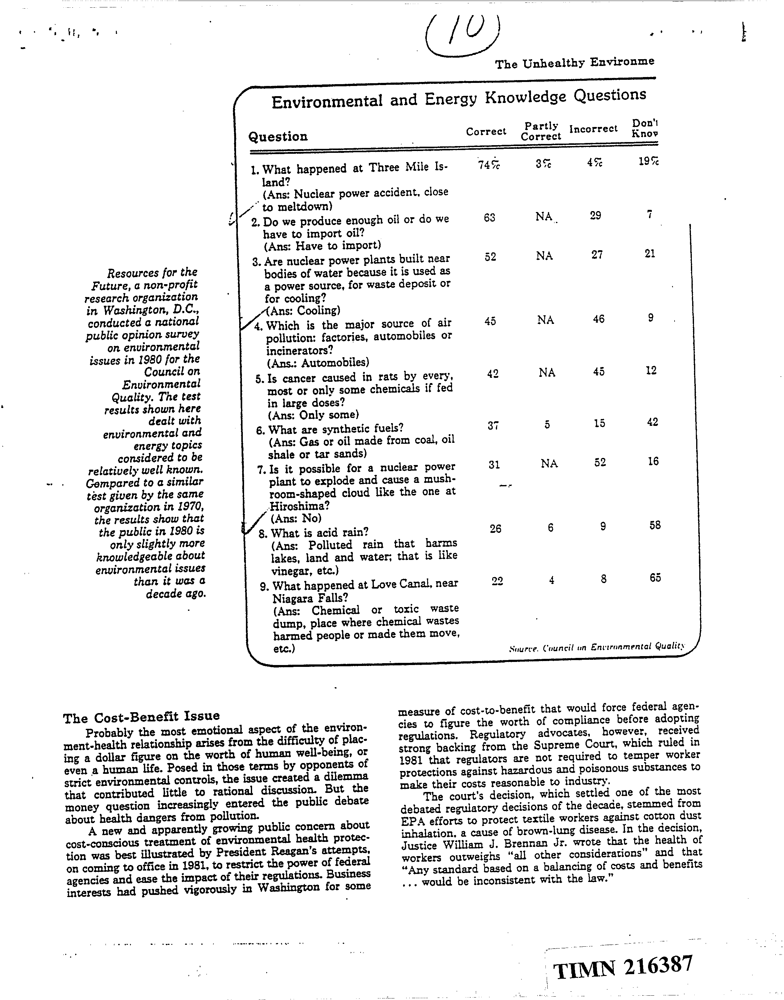 (10)
The Unhealthy Environme
Environmental and Energy Knowledge Questions
Question Correct Partly Correct Incorrect Don't Know
1. What happened at Three Mile Is- 74% 3% 4% 19%
land?
(Ans: Nuclear power accident, close
to meltdown)
2. Do we produce enough oil or do we 63 NA 29 7
have to import oil?
(Ans: Have to import)
3. Are nuclear power plants built near 52 NA 27 21
bodies of water because it is used as
a power source, for waste deposit or
for cooling?
(Ans: Cooling)
4. Which is the major source of air 45 NA 46 9
pollution: factories, automobiles or
incinerators?
(Ans.: Automobiles)
5. Is cancer caused in rats by every, 42 NA 45 12
most or only some chemicals if fed
in large doses?
(Ans: Only some)
6. What are synthetic fuels? 37 5 15 42
(Ans: Gas or oil made from coal, oil
shale or tar sands)
7. Is it possible for a nuclear power 31 NA 52 16
plant to explode and cause a mush-
room-shaped cloud like the one at
Hiroshima?
(Ans: No)
8. What is acid rain? 26 6 9 58
(Ans: Polluted rain that harms
lakes, land and water; that is like
vinegar, etc.)
9. What happened at Love Canal, near 22 4 8 65
Niagara Falls?
(Ans: Chemical or toxic waste
dump, place where chemical wastes
harmed people or made them move,
etc.)
Source. Council on Environmental Quality
Resources for the
Future, a non-profit
research organization
in Washington, D.C.,
conducted a national
public opinion survey
on environmental
issues in 1980 for the
Council on
Environmental
Quality. The test
results shown here
dealt with
environmental and
energy topics
considered to be
relatively well known.
Compared to a similar
test given by the same
organization in 1970,
the results show that
the public in 1980 is
only slightly more
knowledgeable about
environmental issues
than it was a
decade ago.
The Cost-Benefit Issue
Probably the most emotional aspect of the environ-
ment-health relationship arises from the difficulty of plac-
ing a dollar figure on the worth of human well-being, or
even a human life. Posed in those terms by opponents of
strict environmental controls, the issue created a dilemma
that contributed little to rational discussion. But the
money question increasingly entered the public debate
about health dangers from pollution.
A new and apparently growing public concern about
cost-conscious treatment of environmental health protec-
tion was best illustrated by President Reagan's attempts,
on coming to office in 1981, to restrict the power of federal
agencies and ease the impact of their regulations. Business
interests had pushed vigorously in Washington for some
measure of cost-to-benefit that would force federal agen-
cies to figure the worth of compliance before adopting
regulations. Regulatory advocates, however, received
strong backing from the Supreme Court, which ruled in
1981 that regulators are not required to temper worker
protections against hazardous and poisonous substances to
make their costs reasonable to industry.
The court's decision, which settled one of the most
debated regulatory decisions of the decade, stemmed from
EPA efforts to protect textile workers against cotton dust
inhalation, a cause of brown-lung disease. In the decision,
Justice William J. Brennan Jr. wrote that the health of
workers outweighs "all other considerations" and that
"Any standard based on a balancing of costs and benefits
... would be inconsistent with the law."
TIMN 216387